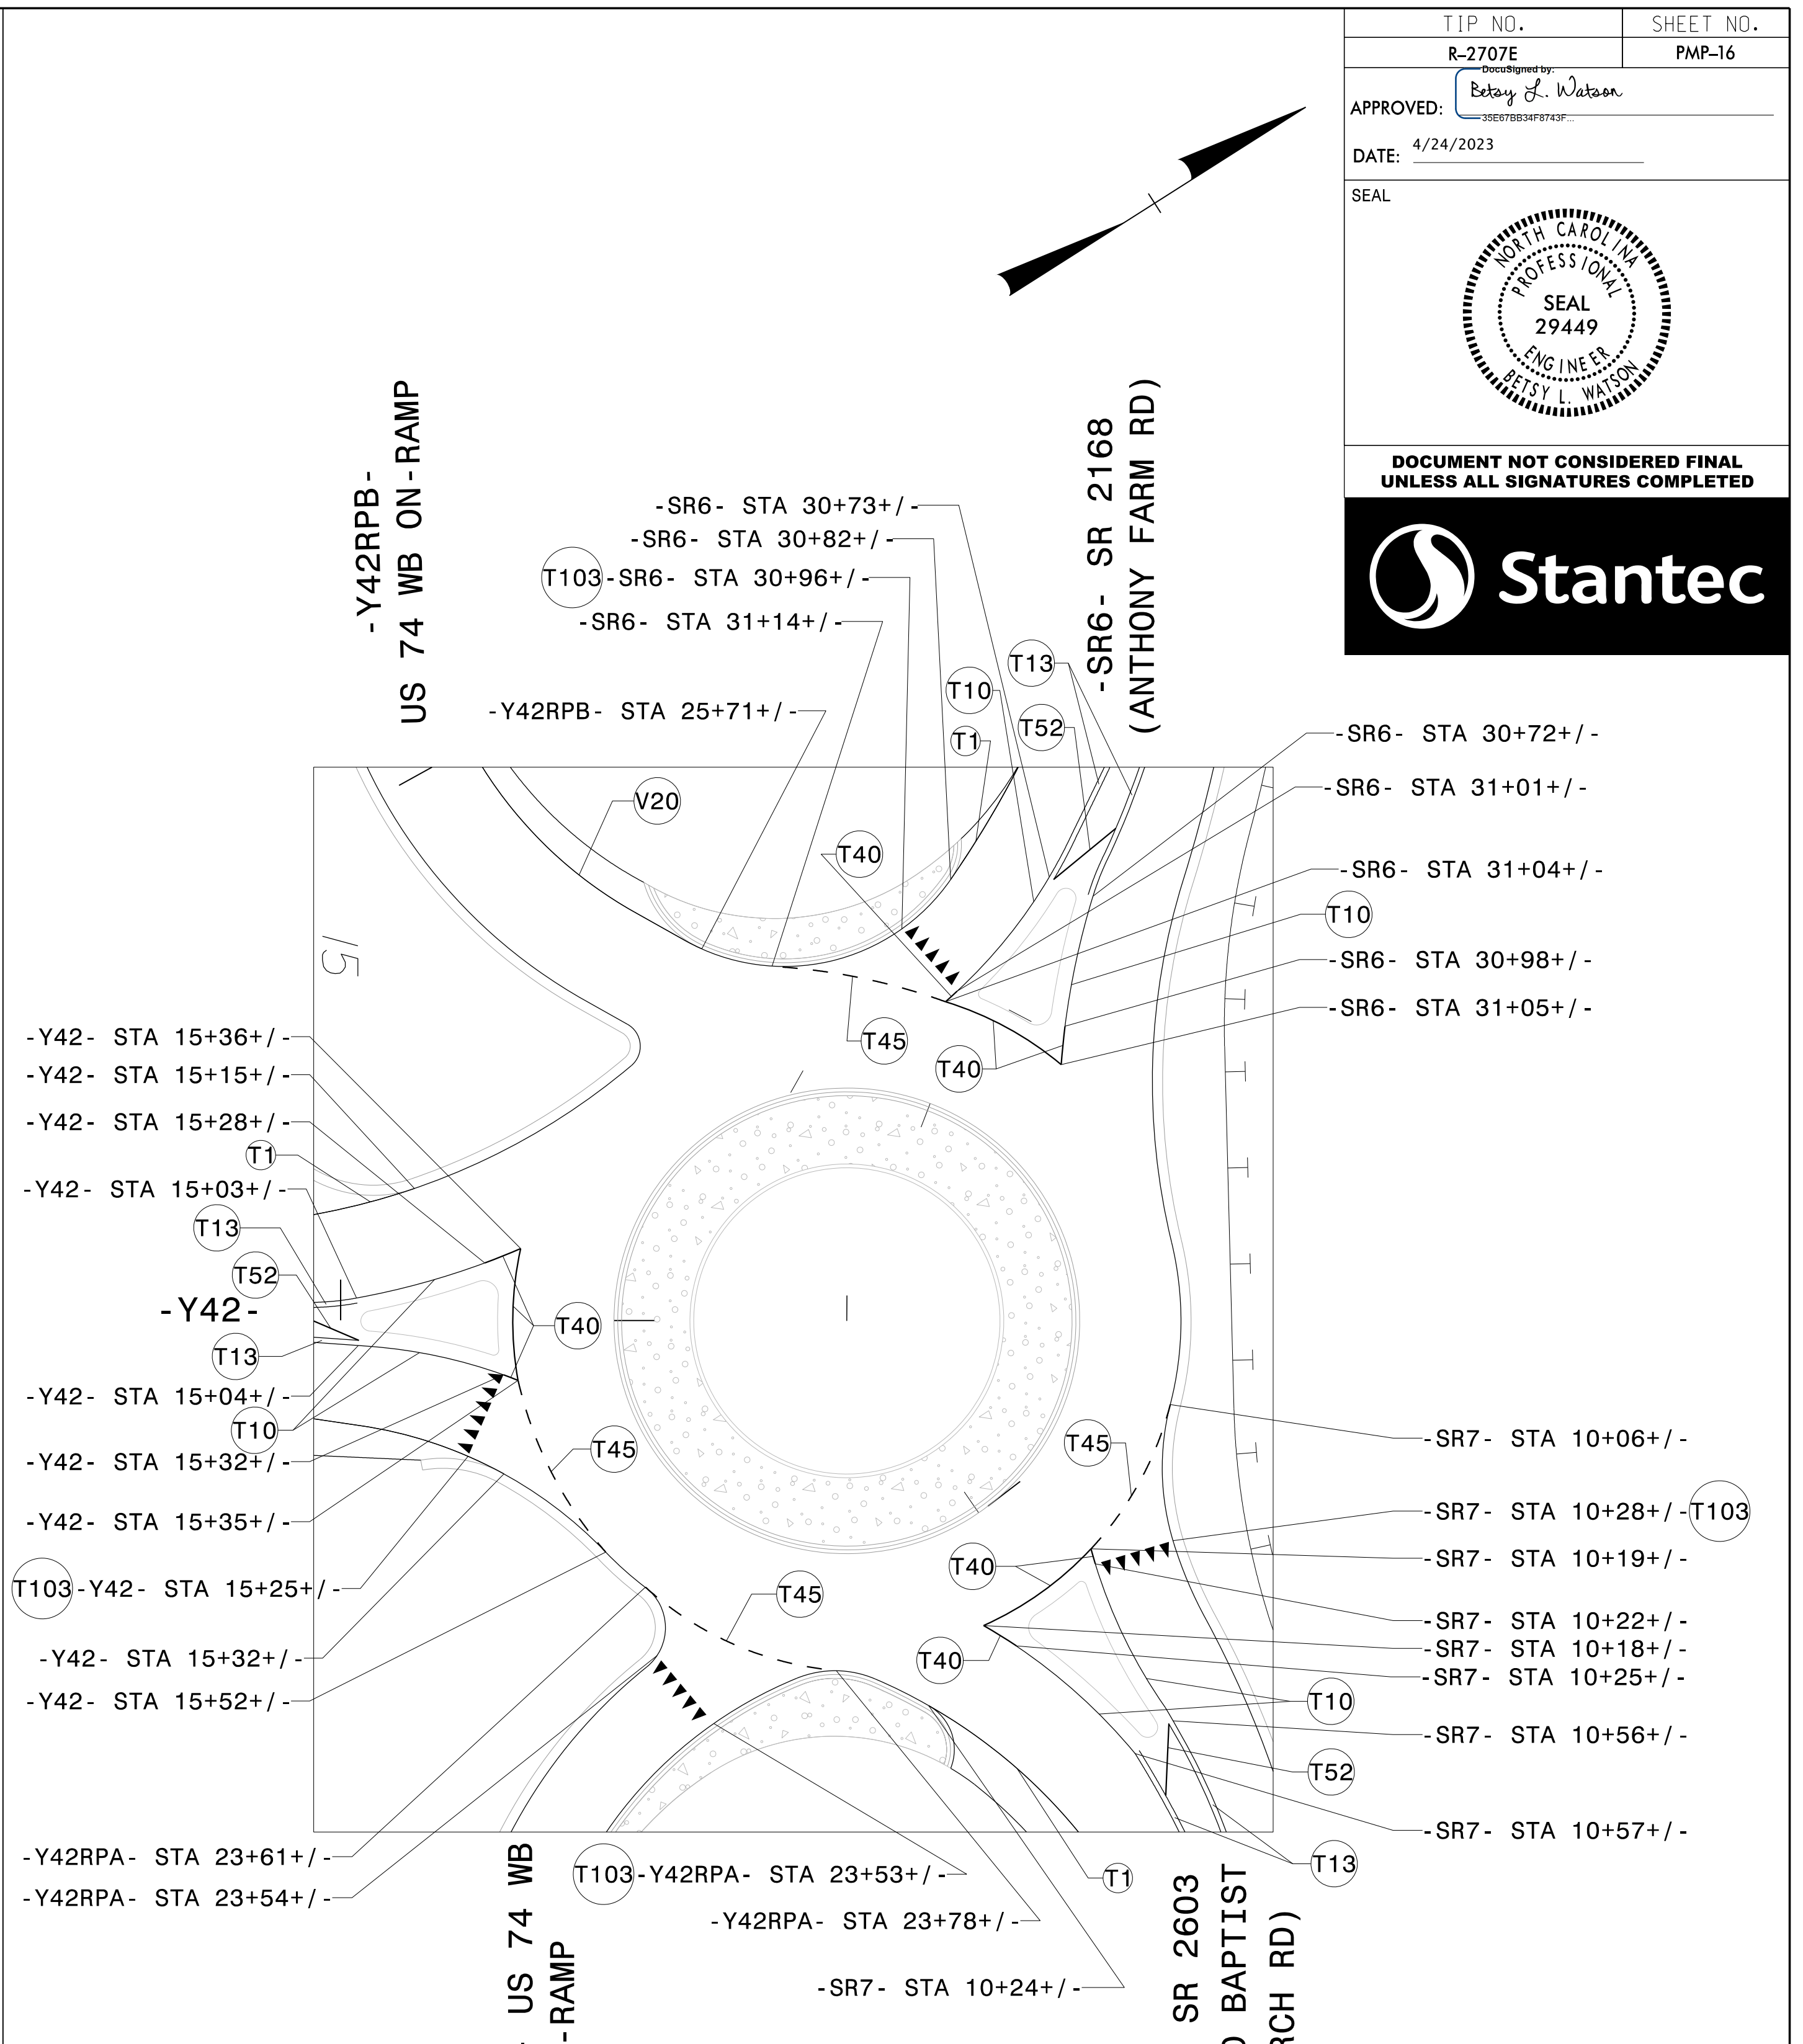 TIP NO.
SHEET NO.
R-2707E
PMP-16
DocuSigned by:
Betsy L. Watson
APPROVED:
35E67BB34F8743F...
DATE: 4/24/2023
SEAL
NORTH CAROLINA
PROFESSIONAL
SEAL
29449
ENGINEER
BETSY L. WATSON
DOCUMENT NOT CONSIDERED FINAL
UNLESS ALL SIGNATURES COMPLETED
Stantec
-Y42RPB-
US 74 WB ON-RAMP
-SR6- SR 2168
(ANTHONY FARM RD)
-SR6- STA 30+73+/-
-SR6- STA 30+82+/-
T103 -SR6- STA 30+96+/-
-SR6- STA 31+14+/-
-Y42RPB- STA 25+71+/-
T13
T10
T52
T1
-SR6- STA 30+72+/-
-SR6- STA 31+01+/-
V20
T40
-SR6- STA 31+04+/-
T10
15
-SR6- STA 30+98+/-
-SR6- STA 31+05+/-
T45
T40
-Y42- STA 15+36+/-
-Y42- STA 15+15+/-
-Y42- STA 15+28+/-
T1
-Y42- STA 15+03+/-
T13
T52
-Y42-
T40
T13
-Y42- STA 15+04+/-
T10
-Y42- STA 15+32+/-
T45
T45
-SR7- STA 10+06+/-
-Y42- STA 15+35+/-
-SR7- STA 10+28+/- T103
-SR7- STA 10+19+/-
T40
T103 -Y42- STA 15+25+/-
T45
-SR7- STA 10+22+/-
-SR7- STA 10+18+/-
-SR7- STA 10+25+/-
T40
-Y42- STA 15+32+/-
-Y42- STA 15+52+/-
T10
-SR7- STA 10+56+/-
T52
-SR7- STA 10+57+/-
-Y42RPA- STA 23+61+/-
-Y42RPA- STA 23+54+/-
T13
T103 -Y42RPA- STA 23+53+/-
T1
-Y42RPA- STA 23+78+/-
-SR7- STA 10+24+/-
US 74 WB
-RAMP
SR 2603
BAPTIST
RCH RD)